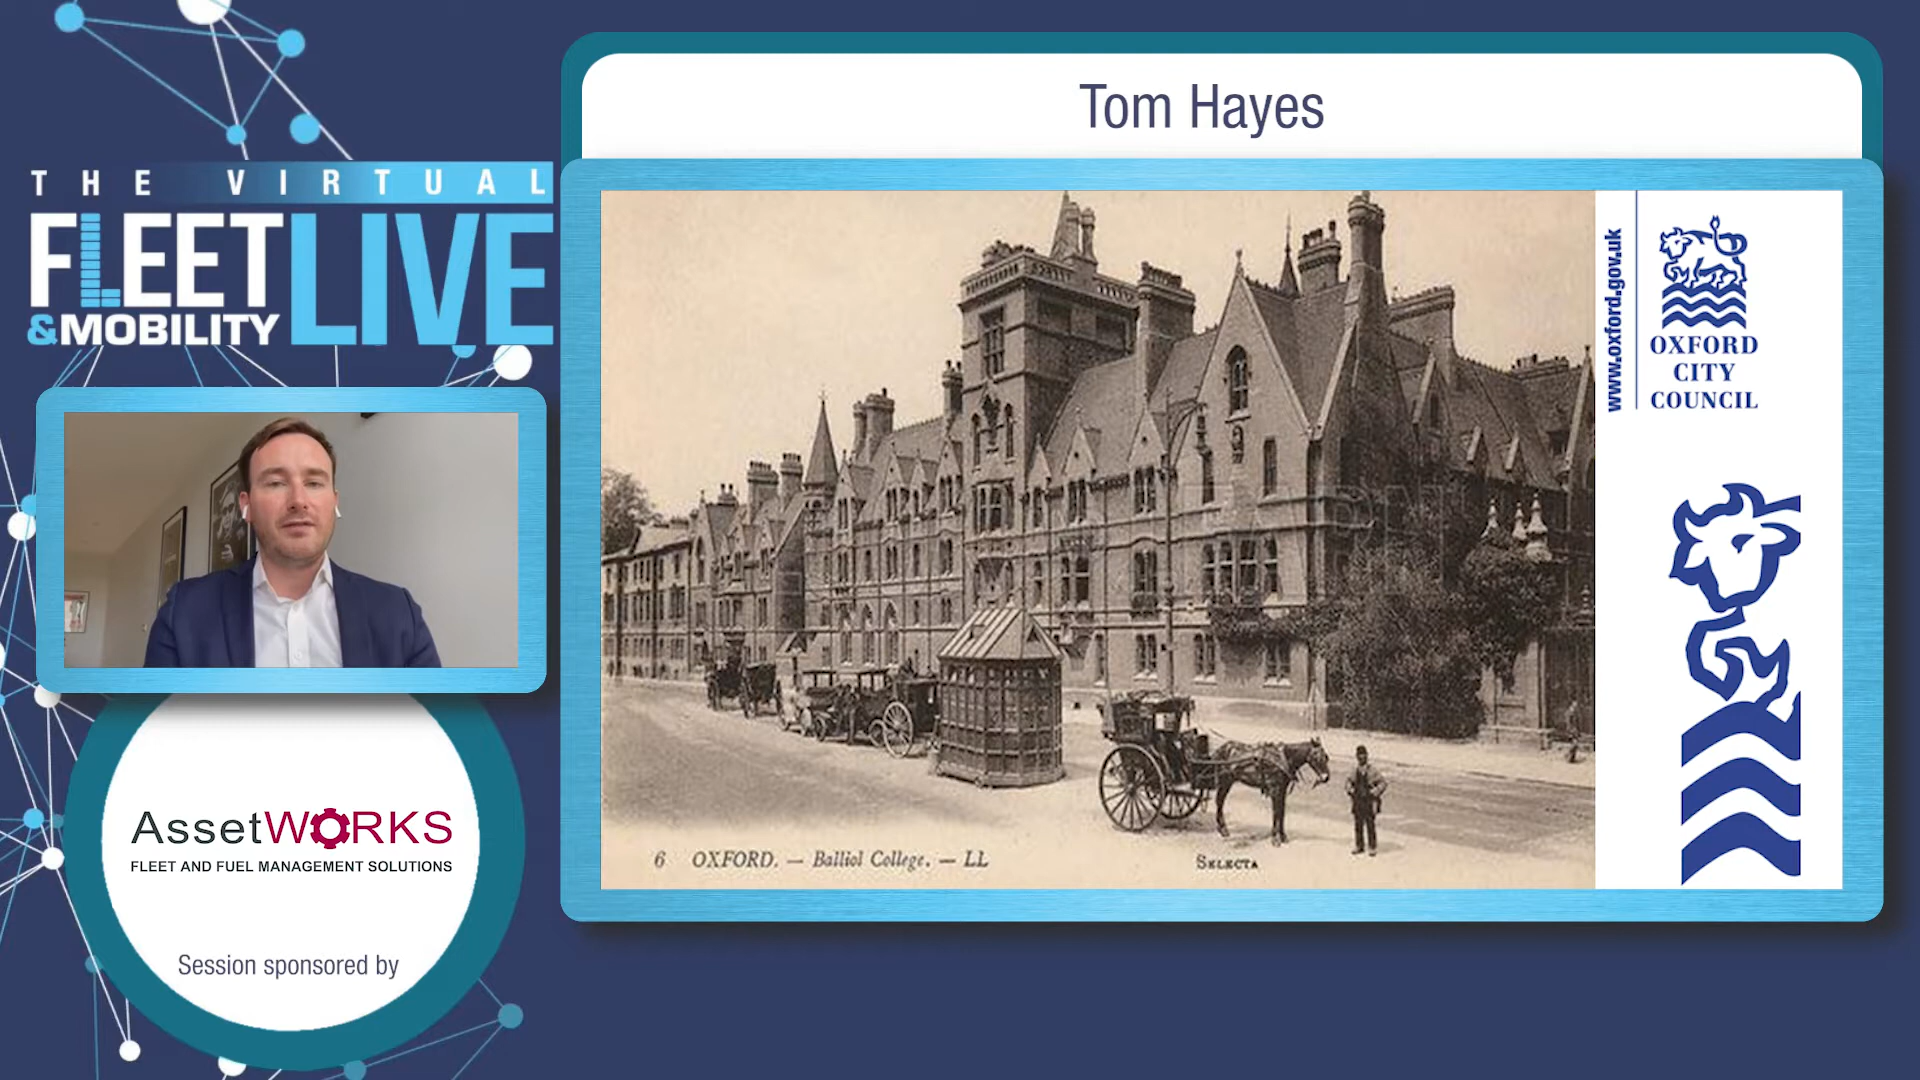 THE VIRTUAL
FLEET
&MOBILITY
LIVE
Tom Hayes
www.oxford.gov.uk
OXFORD
CITY
COUNCIL
6 OXFORD. — Balliol College. — LL
SELECTA
AssetWORKS
FLEET AND FUEL MANAGEMENT SOLUTIONS
Session sponsored by